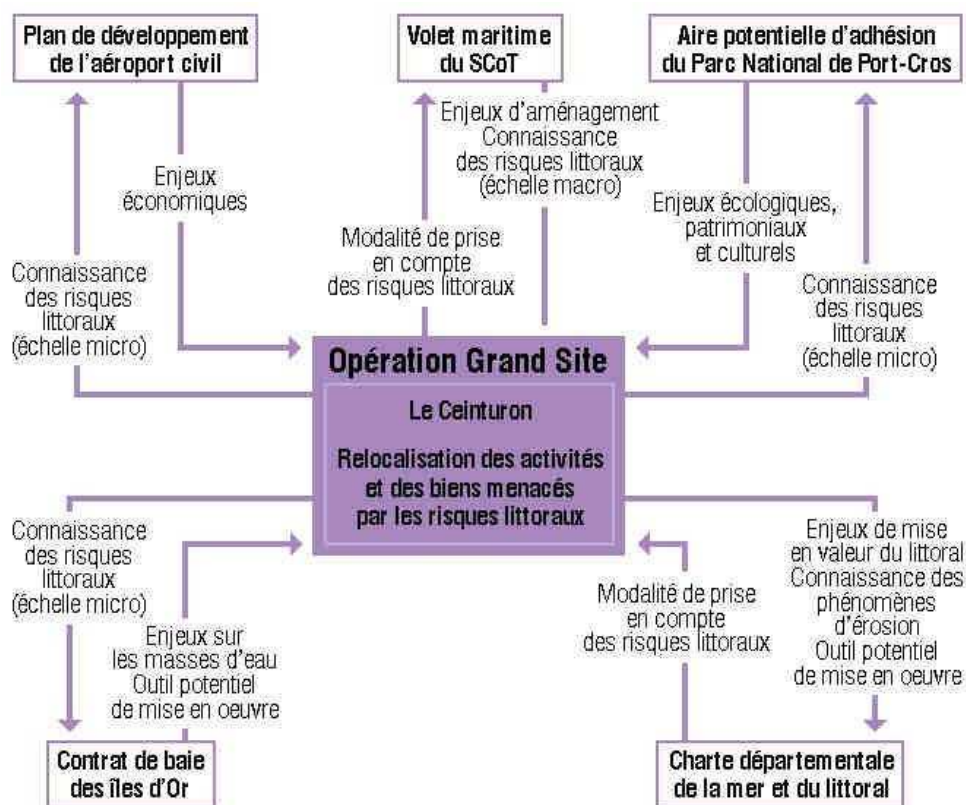 Plan de développement
de l'aéroport civil
Volet maritime
du SCoT
Aire potentielle d'adhésion
du Parc National de Port-Cros
Enjeux
économiques
Connaissance
des risques
littoraux
(échelle micro)
Modalité de prise
en compte
des risques littoraux
Enjeux d'aménagement
Connaissance
des risques littoraux
(échelle macro)
Enjeux écologiques,
patrimoniaux
et culturels
Connaissance
des risques
littoraux
(échelle micro)
Opération Grand Site
Le Ceinturon
Relocalisation des activités
et des biens menacés
par les risques littoraux
Connaissance
des risques
littoraux
(échelle micro)
Enjeux sur
les masses d'eau
Outil potentiel
de mise en oeuvre
Modalité de prise
en compte
des risques littoraux
Enjeux de mise
en valeur du littoral
Connaissance des
phénomènes
d'érosion
Outil potentiel
de mise en oeuvre
Contrat de baie
des îles d'Or
Charte départementale
de la mer et du littoral